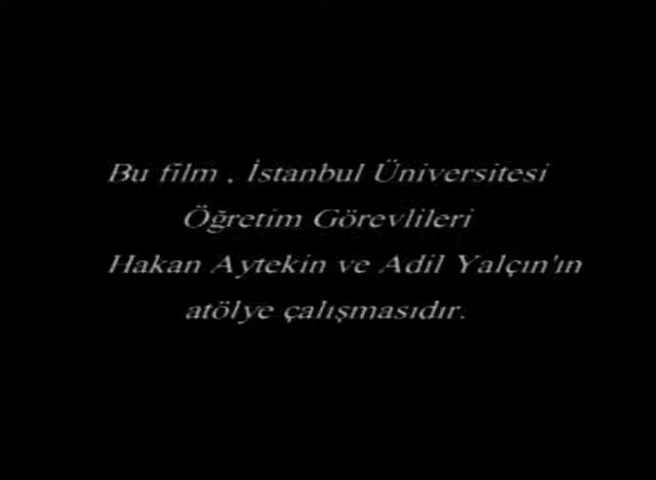 Bu film , İstanbul Üniversitesi
Öğretim Görevlileri
Hakan Aytekin ve Adil Yalçın'ın
atölye çalışmasıdır.